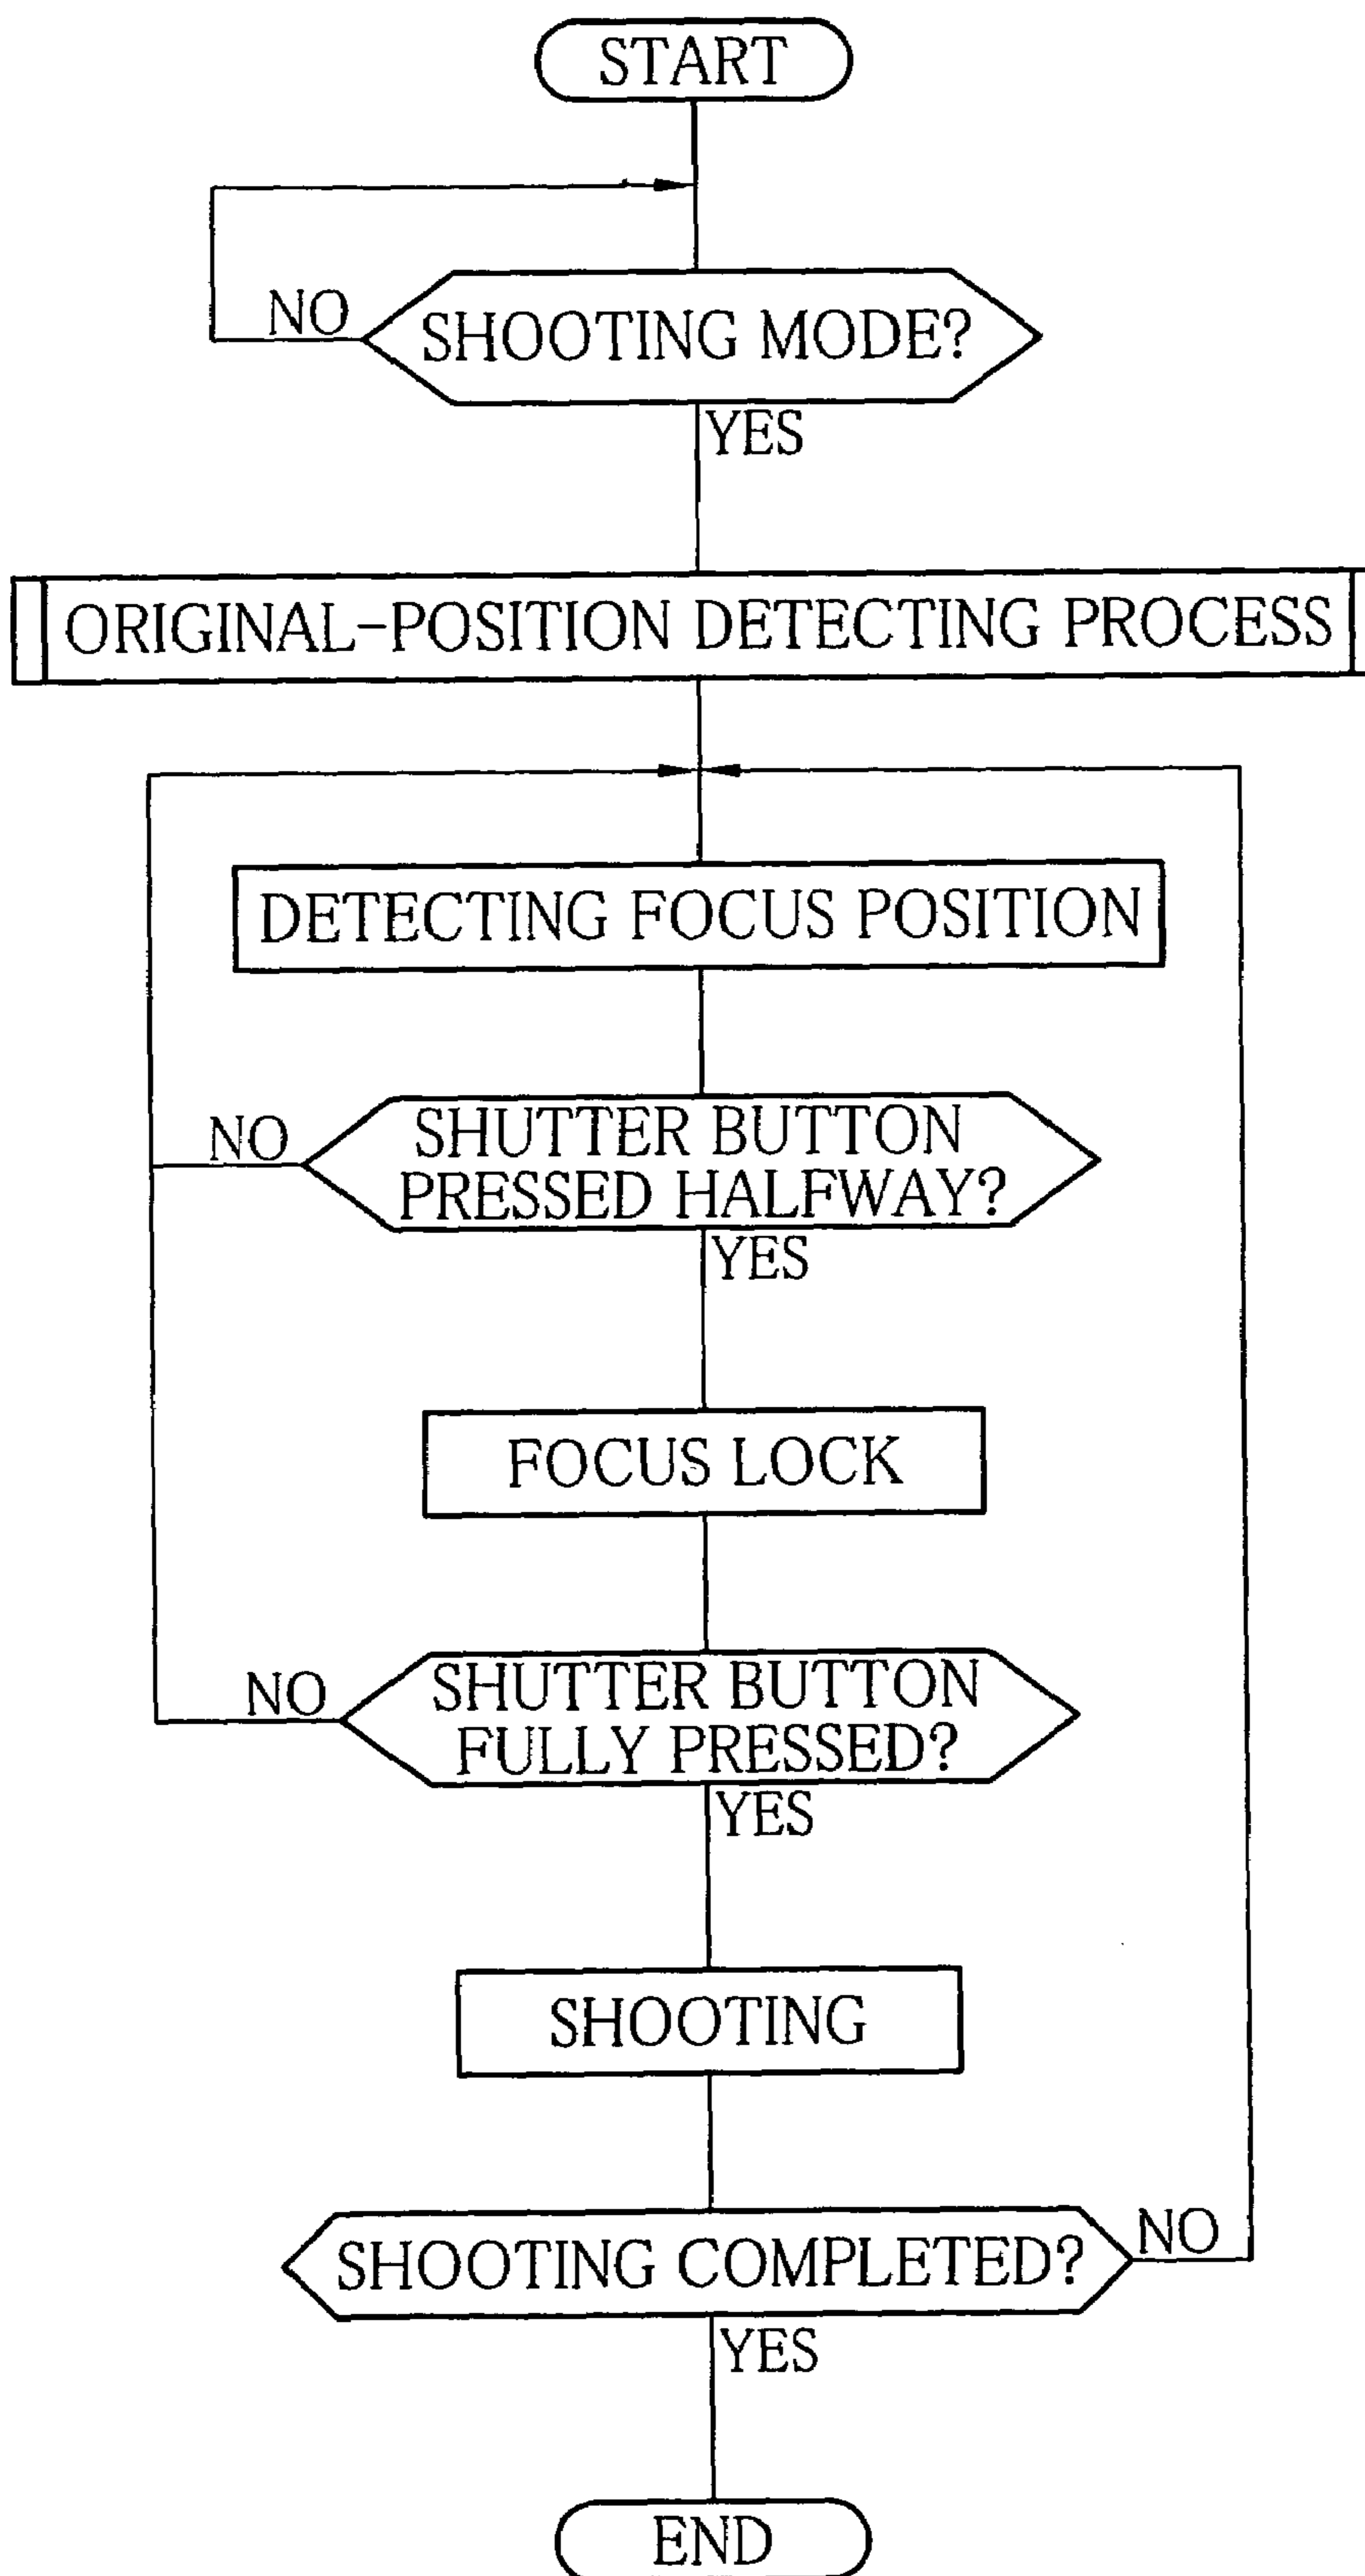 START
NO
SHOOTING MODE?
YES
ORIGINAL-POSITION DETECTING PROCESS
DETECTING FOCUS POSITION
NO
SHUTTER BUTTON
PRESSED HALFWAY?
YES
FOCUS LOCK
NO
SHUTTER BUTTON
FULLY PRESSED?
YES
SHOOTING
SHOOTING COMPLETED?
NO
YES
END